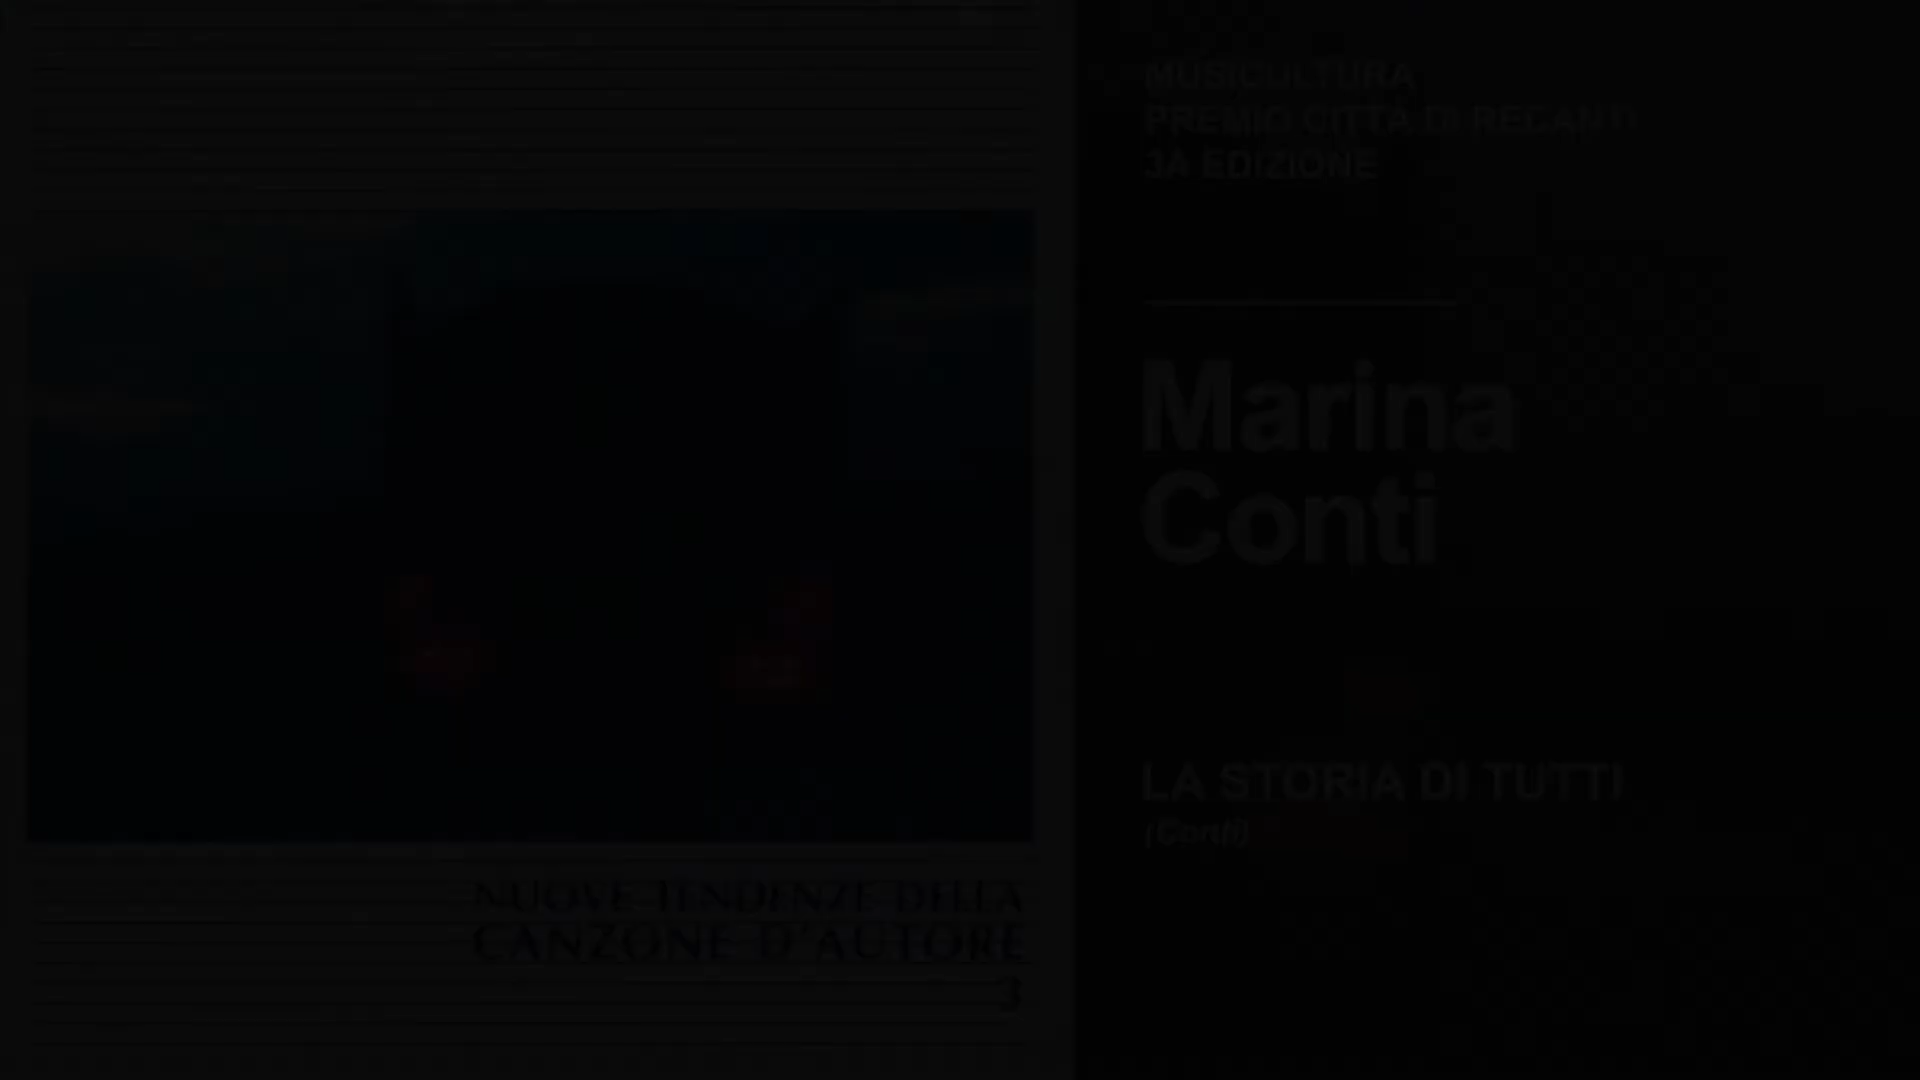 MUSICULTURA
PREMIO CITTÀ DI RECANATI
3A EDIZIONE
Marina
Conti
LA STORIA DI TUTTI
(Conti)
NUOVE TENDENZE DELLA
CANZONE D'AUTORE
3